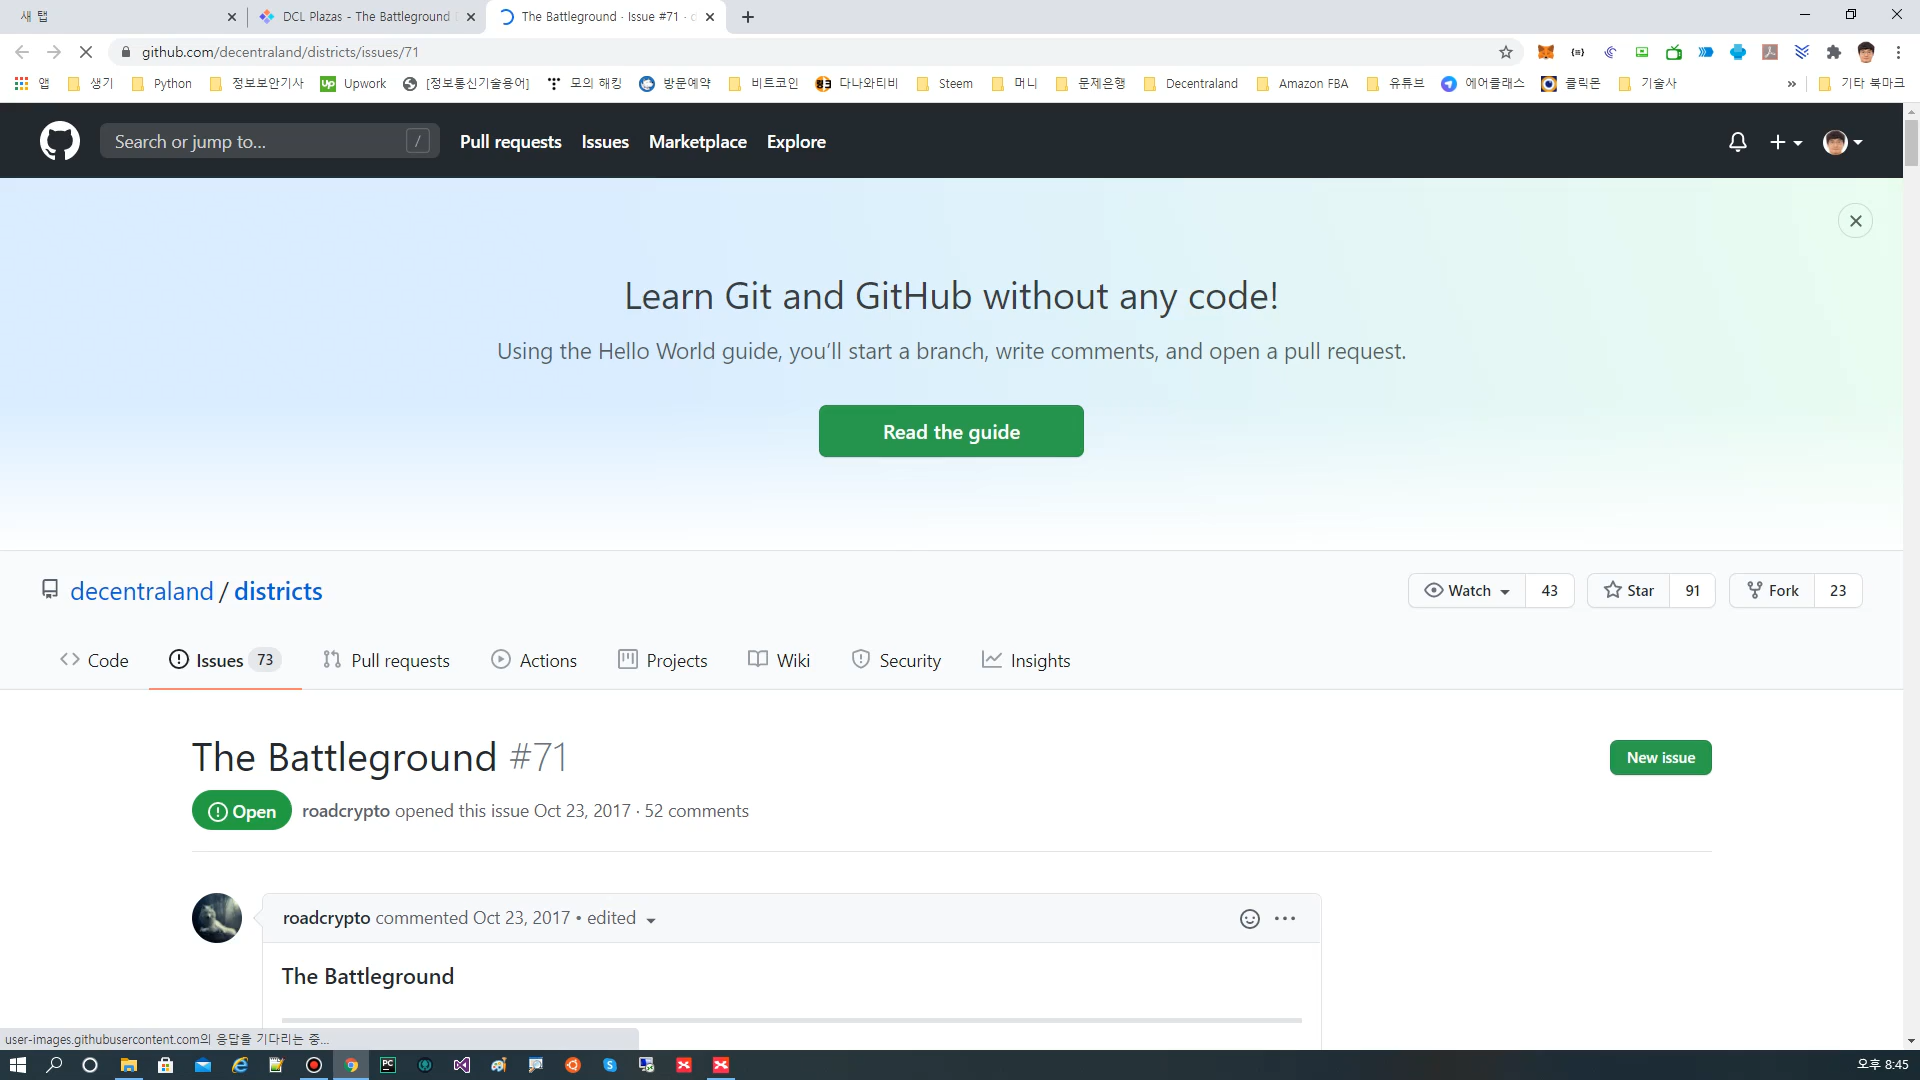 새 탭
DCL Plazas - The Battleground
The Battleground · Issue #71 ·
github.com/decentraland/districts/issues/71
앱 생기 Python 정보보안기사 Up Upwork [정보통신기술용어] 모의 해킹 방문예약 비트코인 다나와티비 Steem 머니 문제은행 Decentraland Amazon FBA 유튜브 에어클래스 클릭몬 기술사 » 기타 북마크
Search or jump to... /
Pull requests Issues Marketplace Explore
Learn Git and GitHub without any code!
Using the Hello World guide, you’ll start a branch, write comments, and open a pull request.
Read the guide
decentraland / districts
Watch 43 Star 91 Fork 23
Code Issues 73 Pull requests Actions Projects Wiki Security Insights
The Battleground #71
New issue
Open roadcrypto opened this issue Oct 23, 2017 · 52 comments
roadcrypto commented Oct 23, 2017 • edited
The Battleground
user-images.githubusercontent.com의 응답을 기다리는 중...
오후 8:45